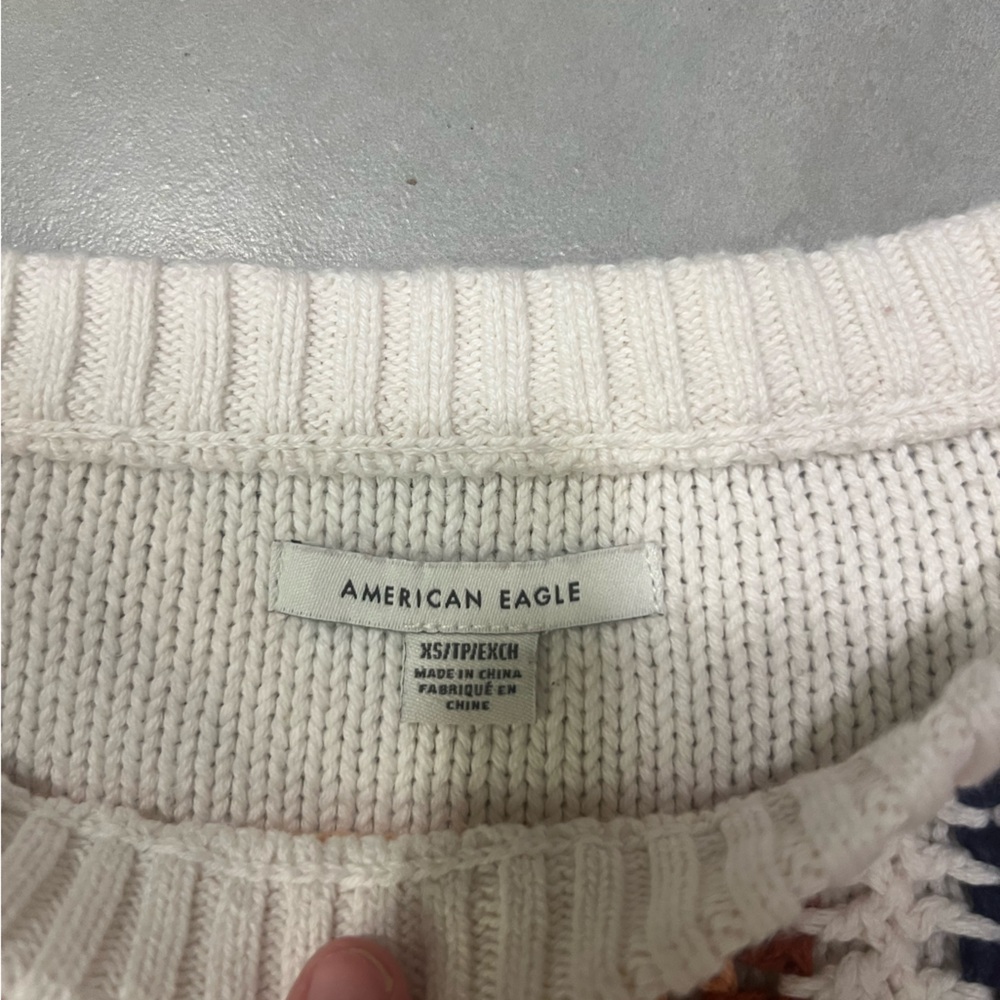 AMERICAN EAGLE
XS/TP/EXCH
MADE IN CHINA
FABRIQUÉ EN
CHINE